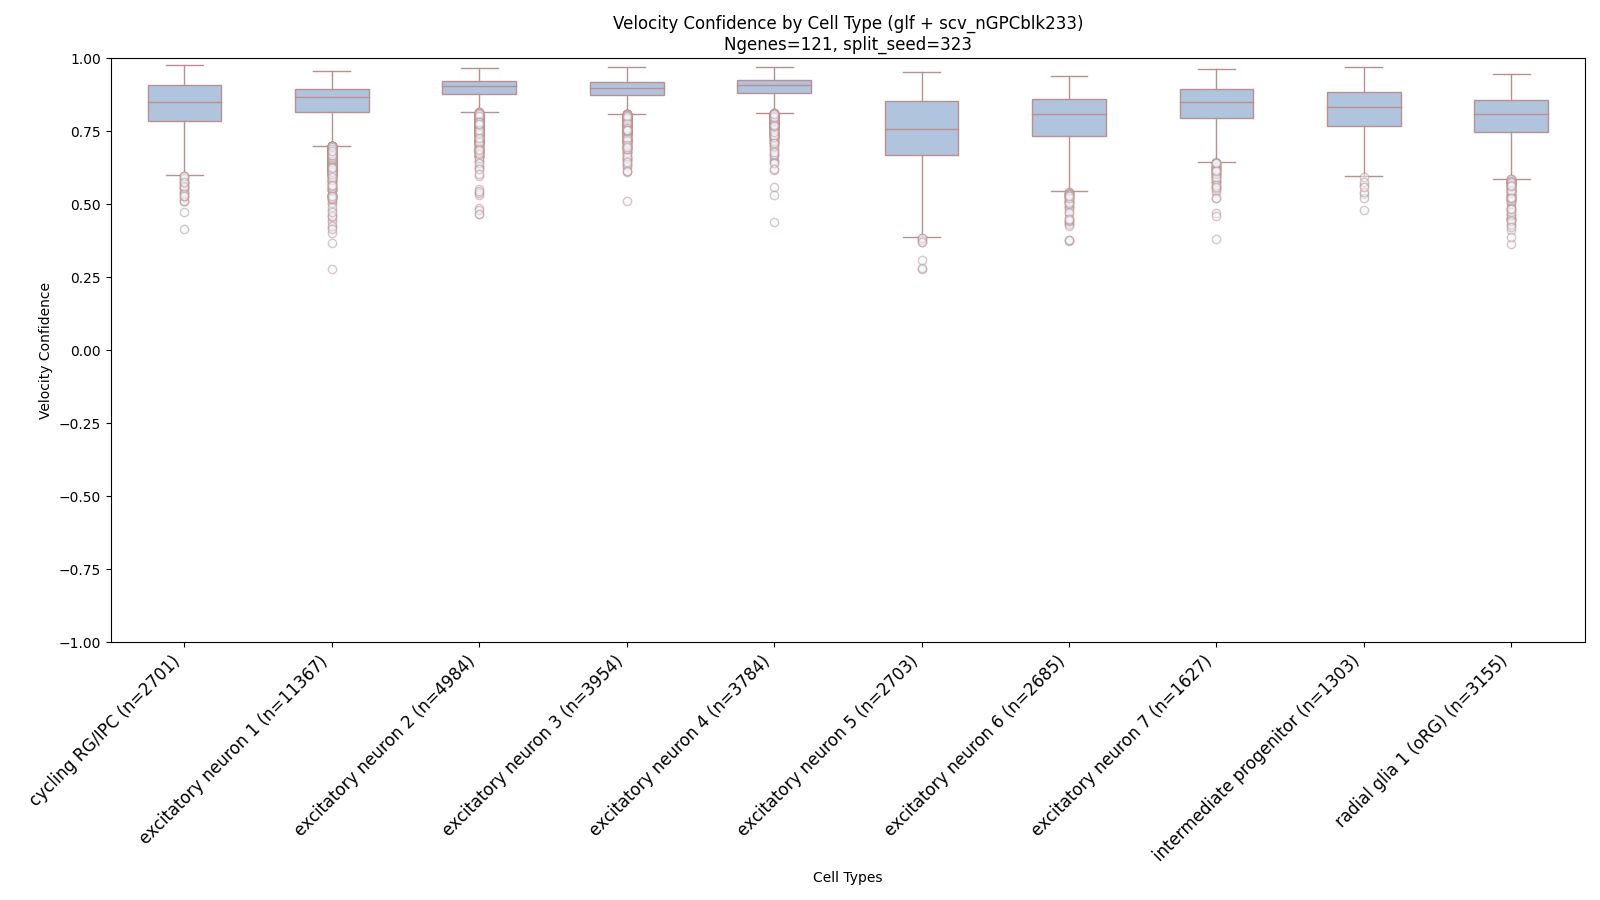 Velocity Confidence by Cell Type (glf + scv_nGPCblk233)
Ngenes=121, split_seed=323
Velocity Confidence
1.00
0.75
0.50
0.25
0.00
−0.25
−0.50
−0.75
−1.00
cycling RG/IPC (n=2701)
excitatory neuron 1 (n=11367)
excitatory neuron 2 (n=4984)
excitatory neuron 3 (n=3954)
excitatory neuron 4 (n=3784)
excitatory neuron 5 (n=2703)
excitatory neuron 6 (n=2685)
excitatory neuron 7 (n=1627)
intermediate progenitor (n=1303)
radial glia 1 (oRG) (n=3155)
Cell Types